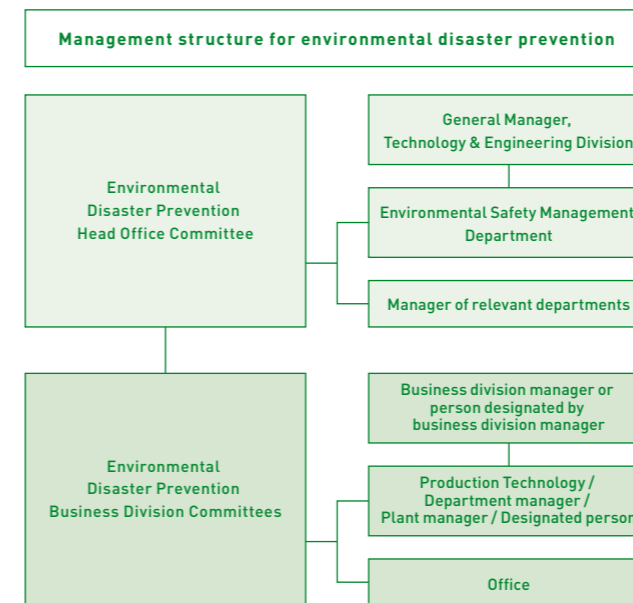 Management structure for environmental disaster prevention
Environmental
Disaster Prevention
Head Office Committee
General Manager,
Technology & Engineering Division
Environmental Safety Management
Department
Manager of relevant departments
Environmental
Disaster Prevention
Business Division Committees
Business division manager or
person designated by
business division manager
Production Technology /
Department manager /
Plant manager / Designated person
Office